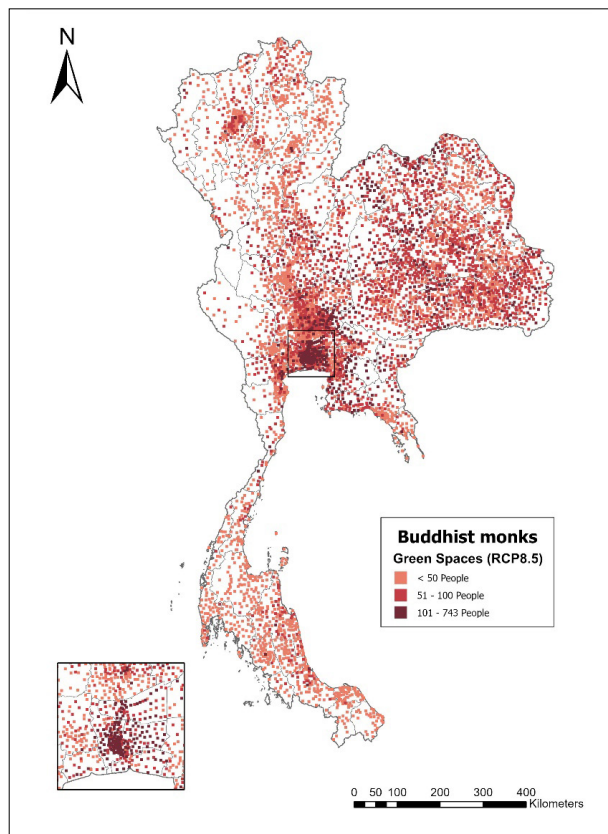 N
Buddhist monks
Green Spaces (RCP8.5)
< 50 People
51 - 100 People
101 - 743 People
0 50 100 200 300 400
Kilometers